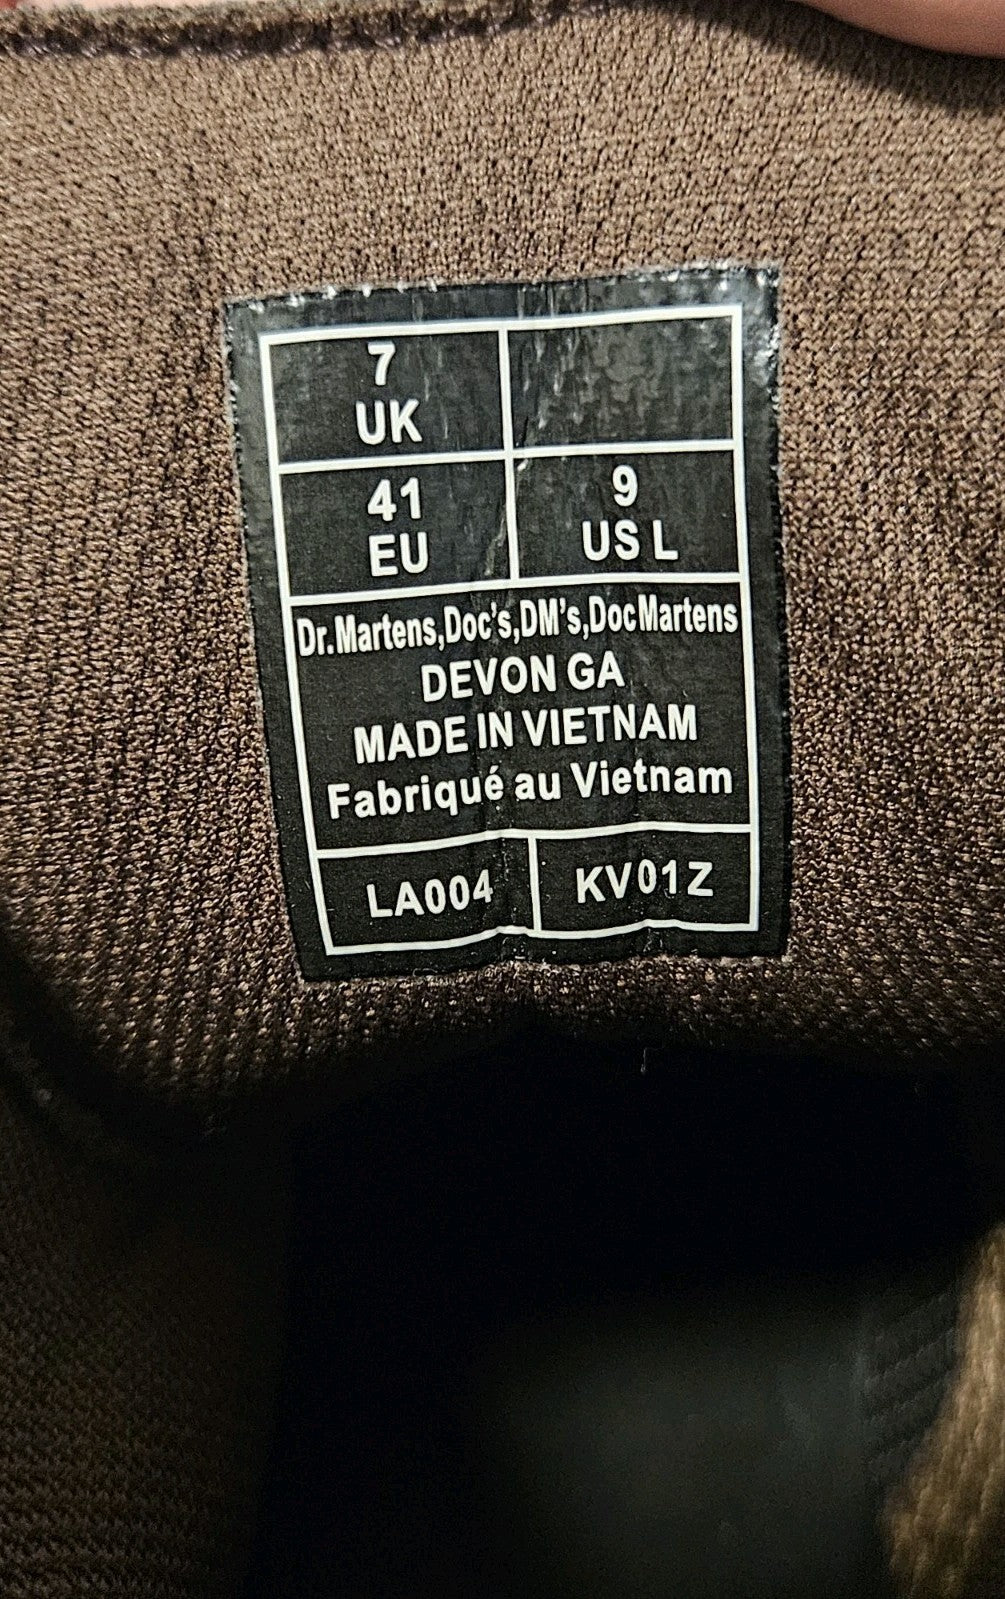 7
UK
41
EU
9
US L
Dr.Martens,Doc's,DM's,DocMartens
DEVON GA
MADE IN VIETNAM
Fabriqué au Vietnam
LA004
KV01Z